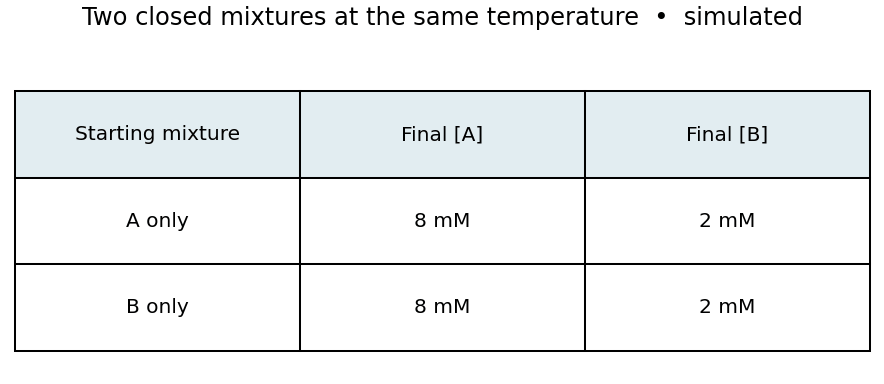 Two closed mixtures at the same temperature • simulated
Starting mixture Final [A] Final [B]
A only 8 mM 2 mM
B only 8 mM 2 mM